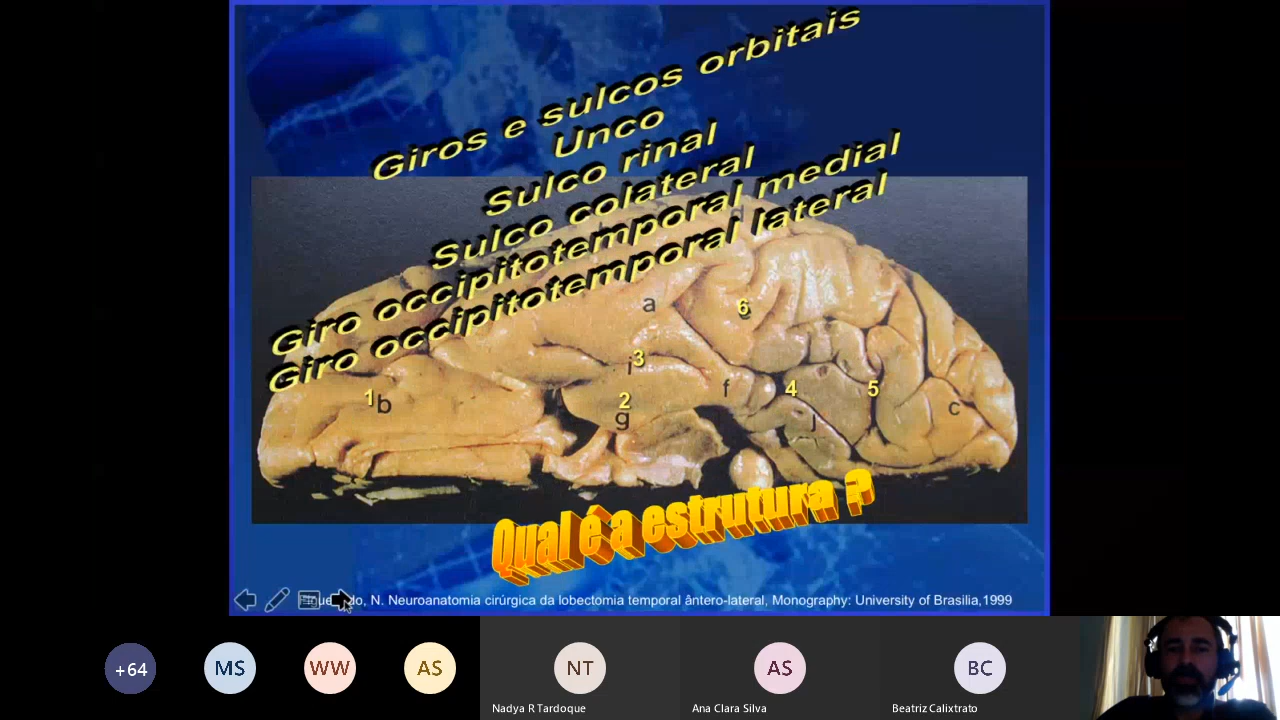 Giros e sulcos orbitais
Unco
Sulco rinal
Sulco colateral
Giro occipitotemporal medial
Giro occipitotemporal lateral
a
6
3
i
1
b
2
g
f
4
5
j
c
d
Qual é a estrutura ?
N. Neuroanatomia cirúrgica da lobectomia temporal ântero-lateral, Monography: University of Brasilia,1999
+64
MS
WW
AS
NT
AS
BC
Nadya R Tardoque
Ana Clara Silva
Beatriz Calixtrato